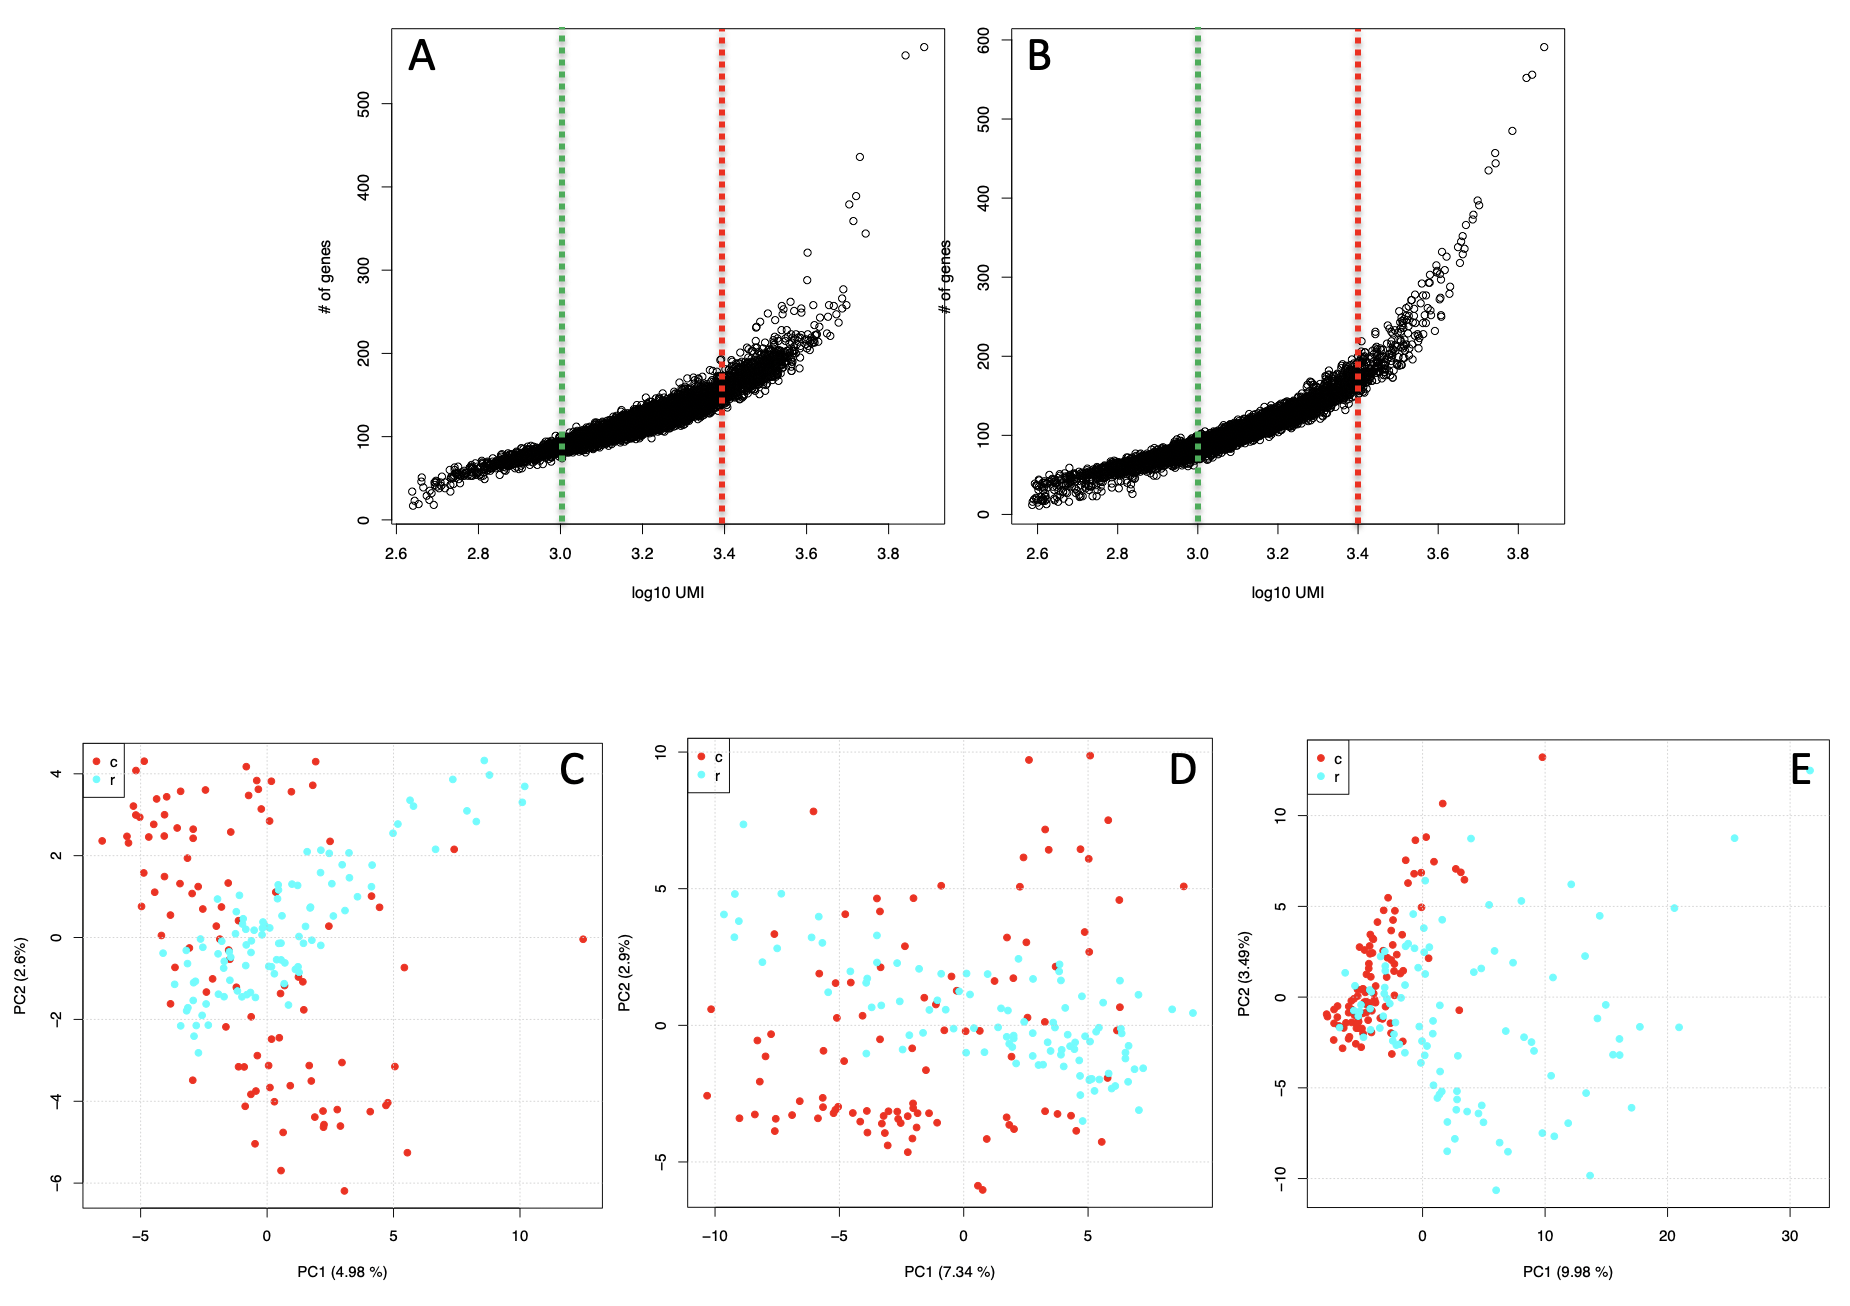 A
# of genes
0
100
200
300
400
500
2.6 2.8 3.0 3.2 3.4 3.6 3.8
log10 UMI
B
# of genes
0
100
200
300
400
500
600
2.6 2.8 3.0 3.2 3.4 3.6 3.8
log10 UMI
C
c
r
PC2 (2.6%)
4
2
0
−2
−4
−6
−5 0 5 10
PC1 (4.98 %)
D
c
r
PC2 (2.9%)
10
5
0
−5
−10 −5 0 5
PC1 (7.34 %)
E
c
r
PC2 (3.49%)
10
5
0
−5
−10
0 10 20 30
PC1 (9.98 %)